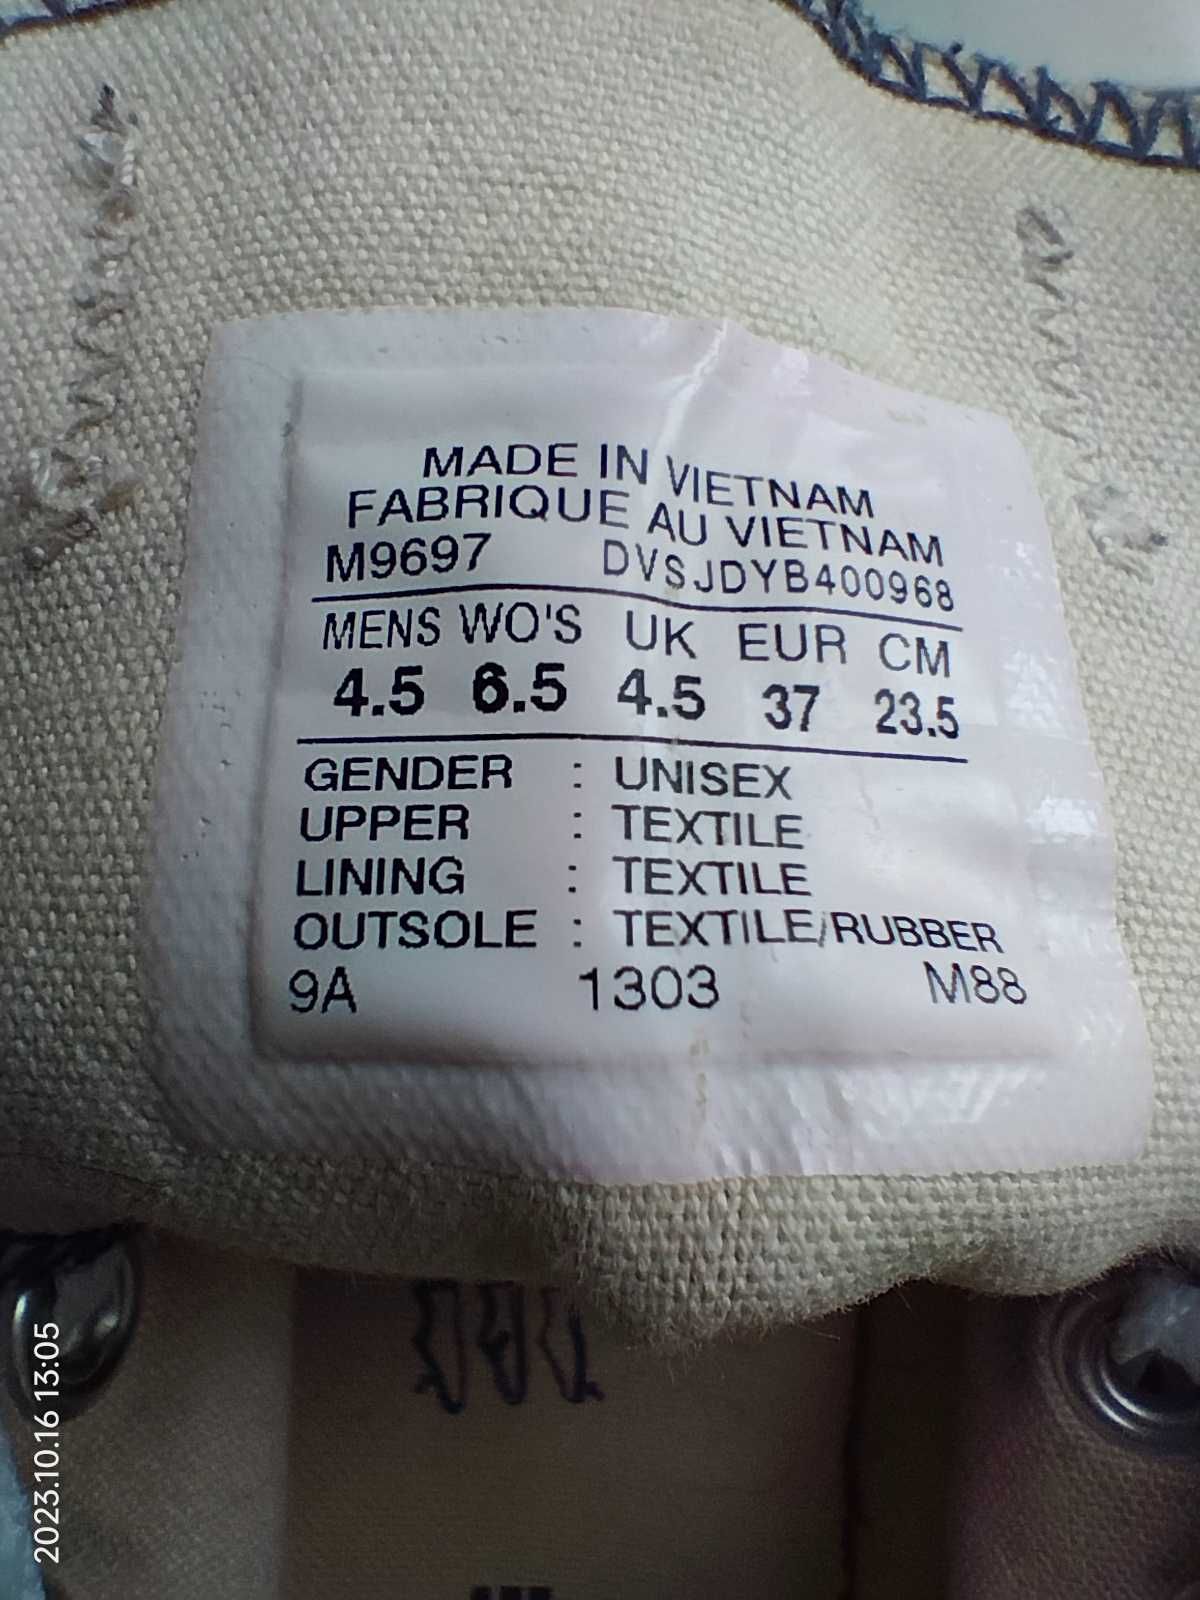 MADE IN VIETNAM
FABRIQUE AU VIETNAM
M9697 DVSJDYB400968
MENS WO'S UK EUR CM
4.5 6.5 4.5 37 23.5
GENDER : UNISEX
UPPER : TEXTILE
LINING : TEXTILE
OUTSOLE : TEXTILE/RUBBER
9A 1303 M88
2023.10.16 13:05